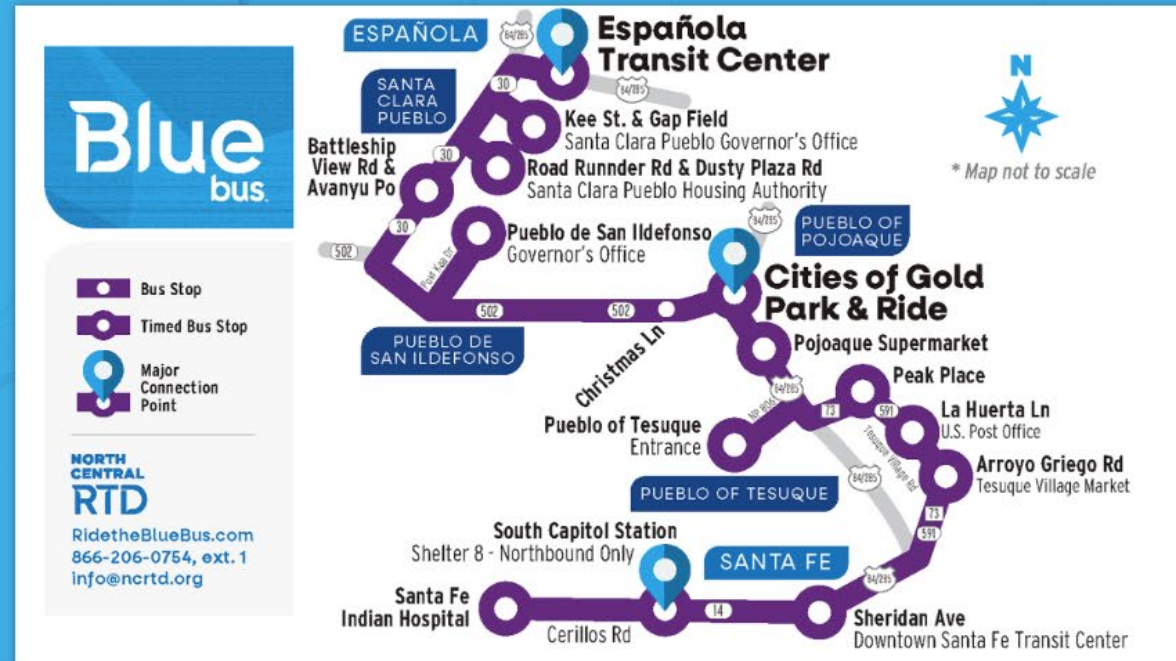 Blue
bus.
Bus Stop
Timed Bus Stop
Major
Connection
Point
NORTH
CENTRAL
RTD
RidetheBlueBus.com
866-206-0754, ext. 1
info@ncrtd.org
ESPAÑOLA
84/285
Española
Transit Center
30
84/285
SANTA
CLARA
PUEBLO
Kee St. & Gap Field
Santa Clara Pueblo Governor's Office
Battleship
View Rd &
Avanyu Po
30
Road Runnder Rd & Dusty Plaza Rd
Santa Clara Pueblo Housing Authority
N
* Map not to scale
30
502
Pueblo de San Ildefonso
Governor's Office
Povi Kaa Dr
84/285
PUEBLO OF
POJOAQUE
Cities of Gold
Park & Ride
502
502
PUEBLO DE
SAN ILDEFONSO
Christmas Ln
Pojoaque Supermarket
84/285
Peak Place
NP 806
73
591
La Huerta Ln
U.S. Post Office
Pueblo of Tesuque
Entrance
Tesuque Village Rd
84/285
Arroyo Griego Rd
Tesuque Village Market
PUEBLO OF TESUQUE
73
591
South Capitol Station
Shelter 8 - Northbound Only
SANTA FE
84/285
Santa Fe
Indian Hospital
Cerillos Rd
14
Sheridan Ave
Downtown Santa Fe Transit Center